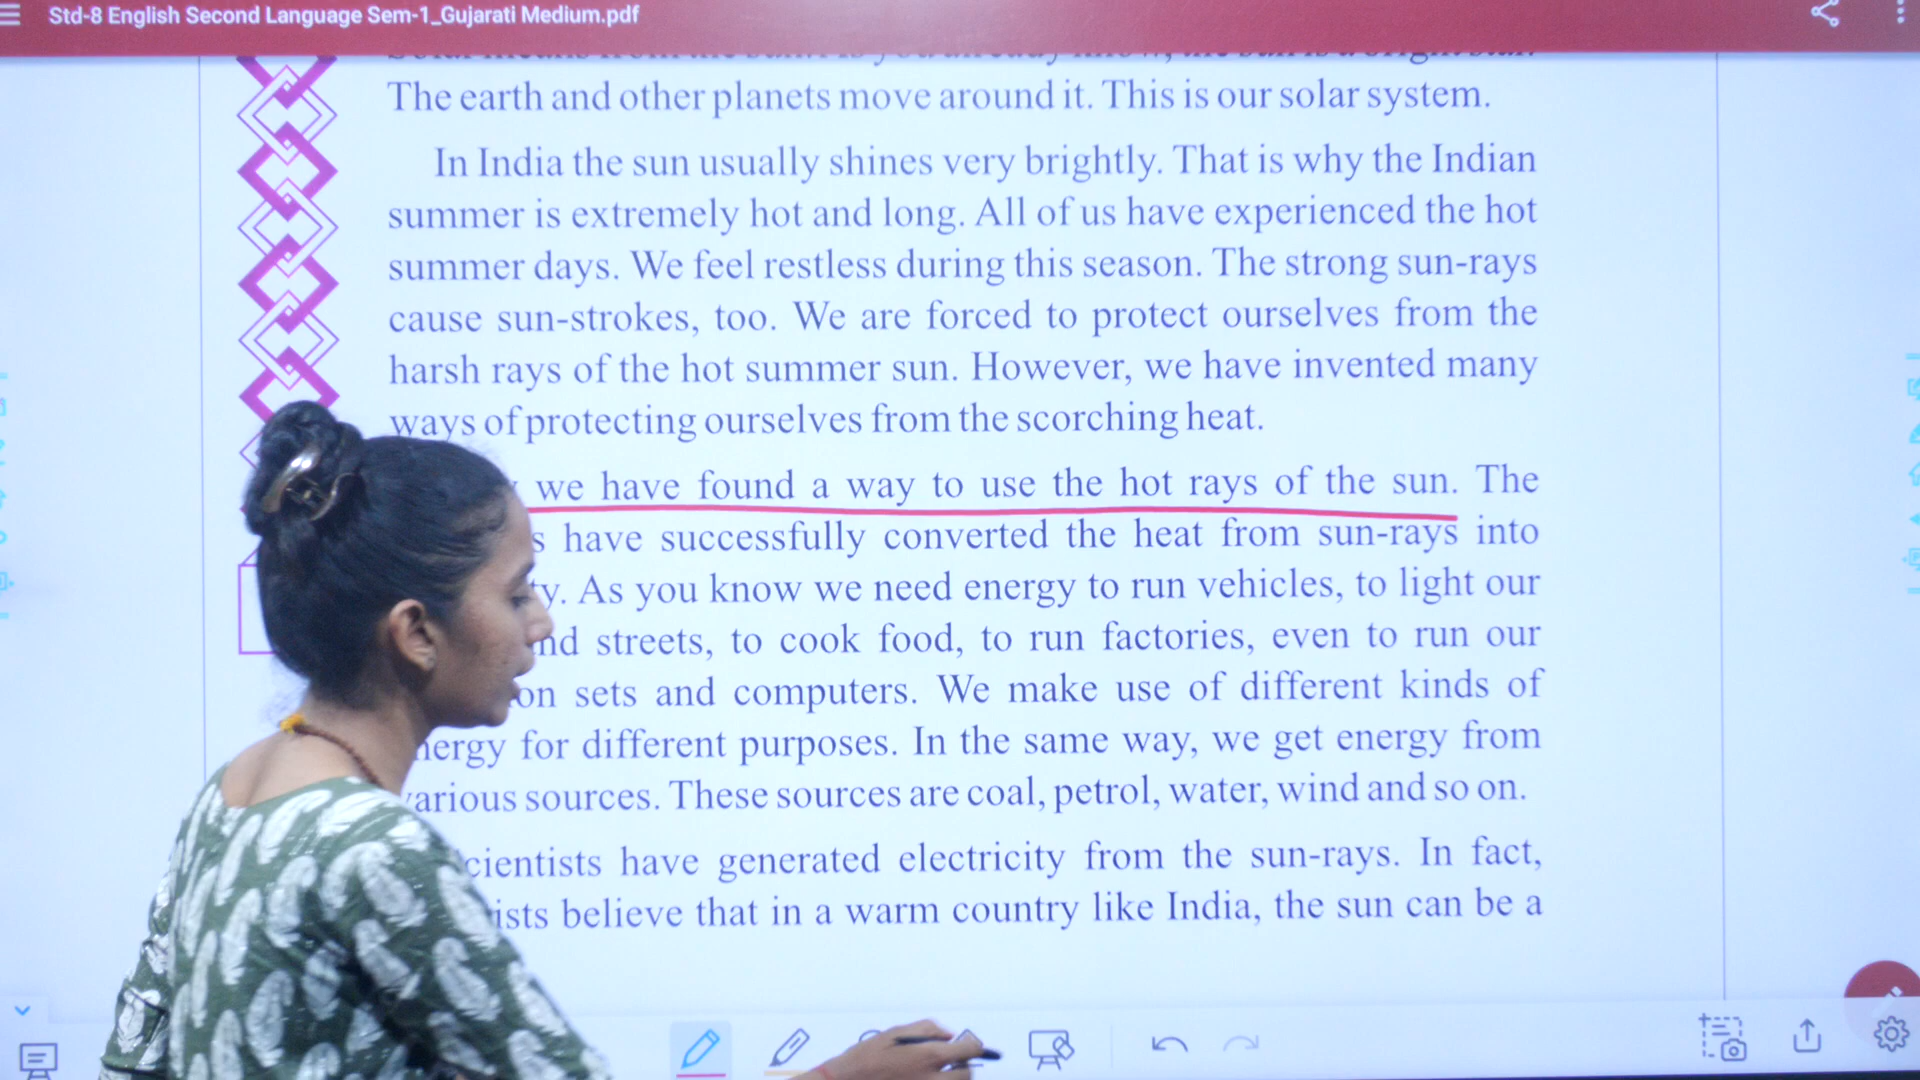 Std-8 English Second Language Sem-1_Gujarati Medium.pdf
The earth and other planets move around it. This is our solar system.
In India the sun usually shines very brightly. That is why the Indian
summer is extremely hot and long. All of us have experienced the hot
summer days. We feel restless during this season. The strong sun-rays
cause sun-strokes, too. We are forced to protect ourselves from the
harsh rays of the hot summer sun. However, we have invented many
ways of protecting ourselves from the scorching heat.
we have found a way to use the hot rays of the sun. The
have successfully converted the heat from sun-rays into
As you know we need energy to run vehicles, to light our
streets, to cook food, to run factories, even to run our
sets and computers. We make use of different kinds of
for different purposes. In the same way, we get energy from
sources. These sources are coal, petrol, water, wind and so on.
have generated electricity from the sun-rays. In fact,
believe that in a warm country like India, the sun can be a